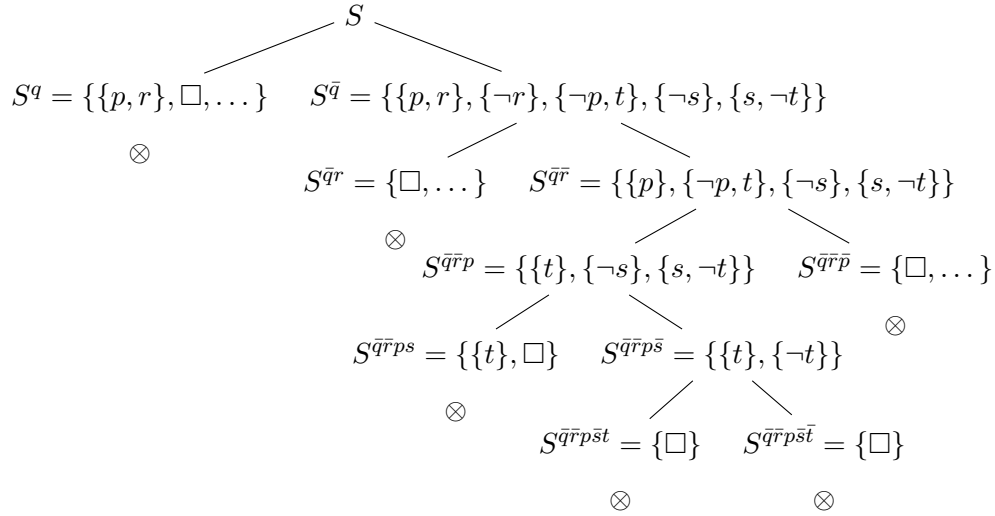 S
S^q = {{p, r}, □, . . . } S^{q̄} = {{p, r}, {¬r}, {¬p, t}, {¬s}, {s, ¬t}}
⊗
S^{q̄r} = {□, . . . } S^{q̄r̄} = {{p}, {¬p, t}, {¬s}, {s, ¬t}}
⊗
S^{q̄r̄p} = {{t}, {¬s}, {s, ¬t}} S^{q̄r̄p̄} = {□, . . . }
⊗
S^{q̄r̄ps} = {{t}, □} S^{q̄r̄ps̄} = {{t}, {¬t}}
⊗
S^{q̄r̄ps̄t} = {□} S^{q̄r̄ps̄t̄} = {□}
⊗ ⊗